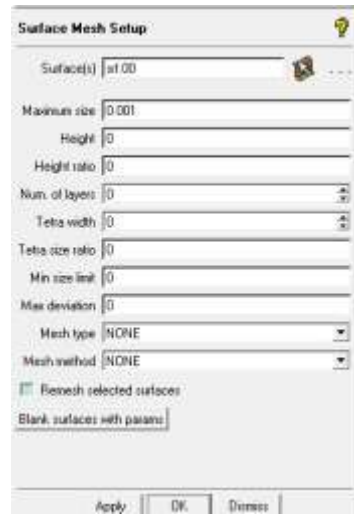 Surface Mesh Setup
Surface(s) srf.00
Maximum size 0.001
Height 0
Height ratio 0
Num. of layers 0
Tetra width 0
Tetra size ratio 0
Min size limit 0
Max deviation 0
Mesh type NONE
Mesh method NONE
Remesh selected surfaces
Blank surfaces with params
Apply OK Dismiss